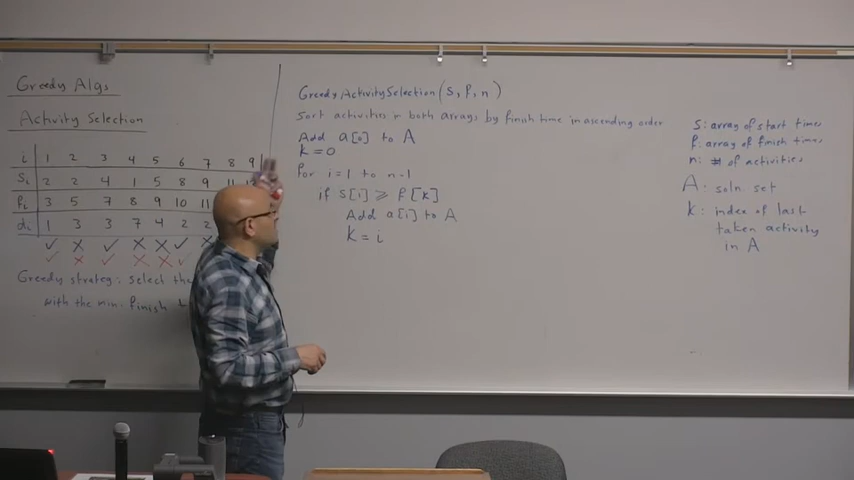 Greedy Algs
Activity Selection
i 1 2 3 4 5 6 7 8 9
Si 2 2 4 1 5 8 9 11
fi 3 5 7 8 9 10 11
di 1 3 3 7 4 2 2
✓ ✗ ✓ ✗ ✗ ✓
✓ ✗ ✓ ✗ ✗ ✓
Greedy strategy: select the
with the min. finish
GreedyActivitySelection(S, f, n)
Sort activities in both arrays by finish time in ascending order
Add a[0] to A
k = 0
for i = 1 to n-1
if S[i] ⩾ f[k]
Add a[i] to A
k = i
S: array of start times
f: array of finish times
n: # of activities
A: soln. set
k: index of last
taken activity
in A